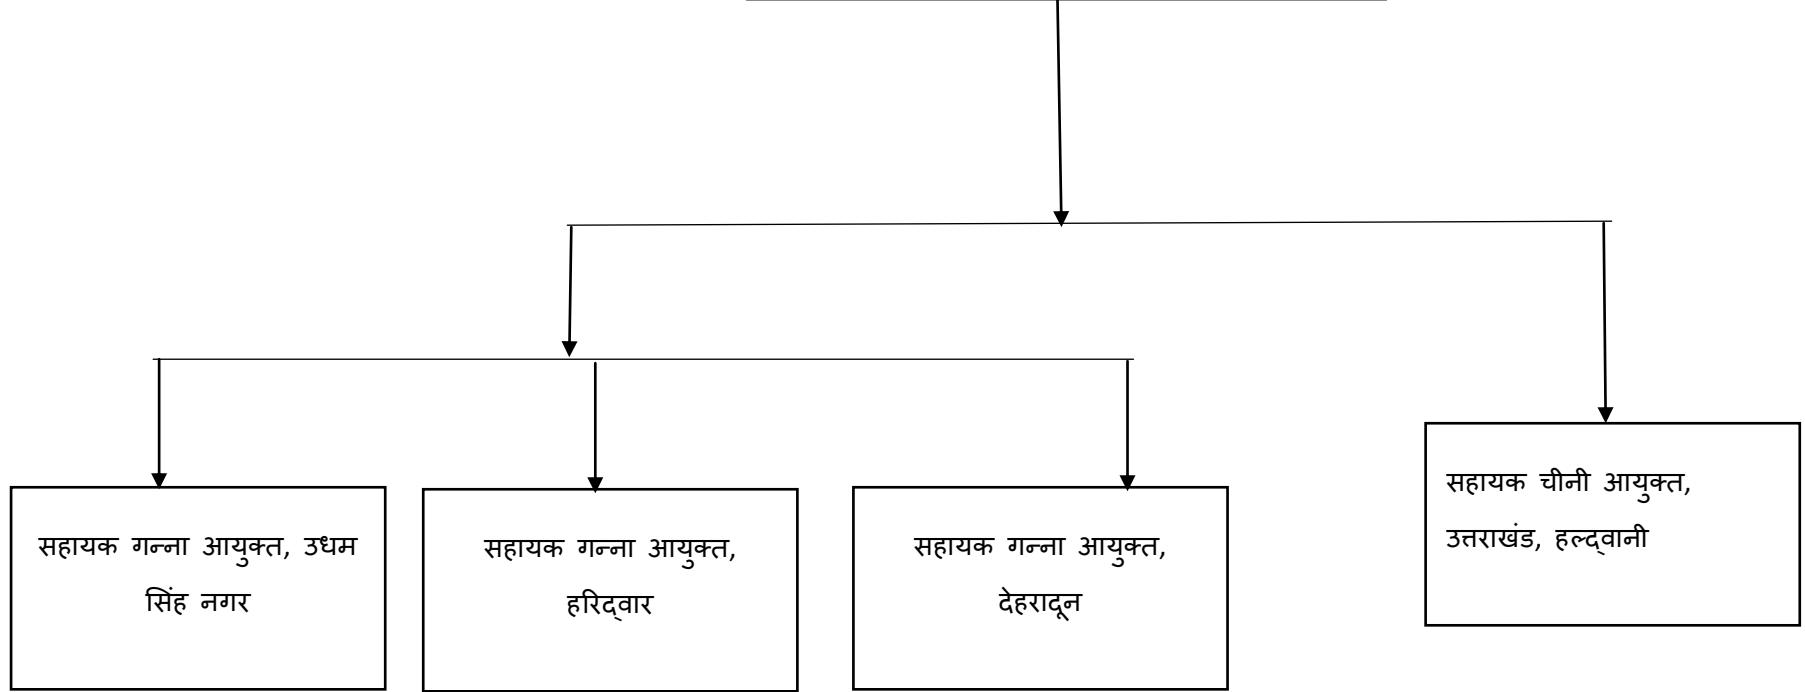 सहायक चीनी आयुक्त,
उत्तराखंड, हल्द्वानी
सहायक गन्ना आयुक्त, उधम
सिंह नगर
सहायक गन्ना आयुक्त,
हरिद्वार
सहायक गन्ना आयुक्त,
देहरादून